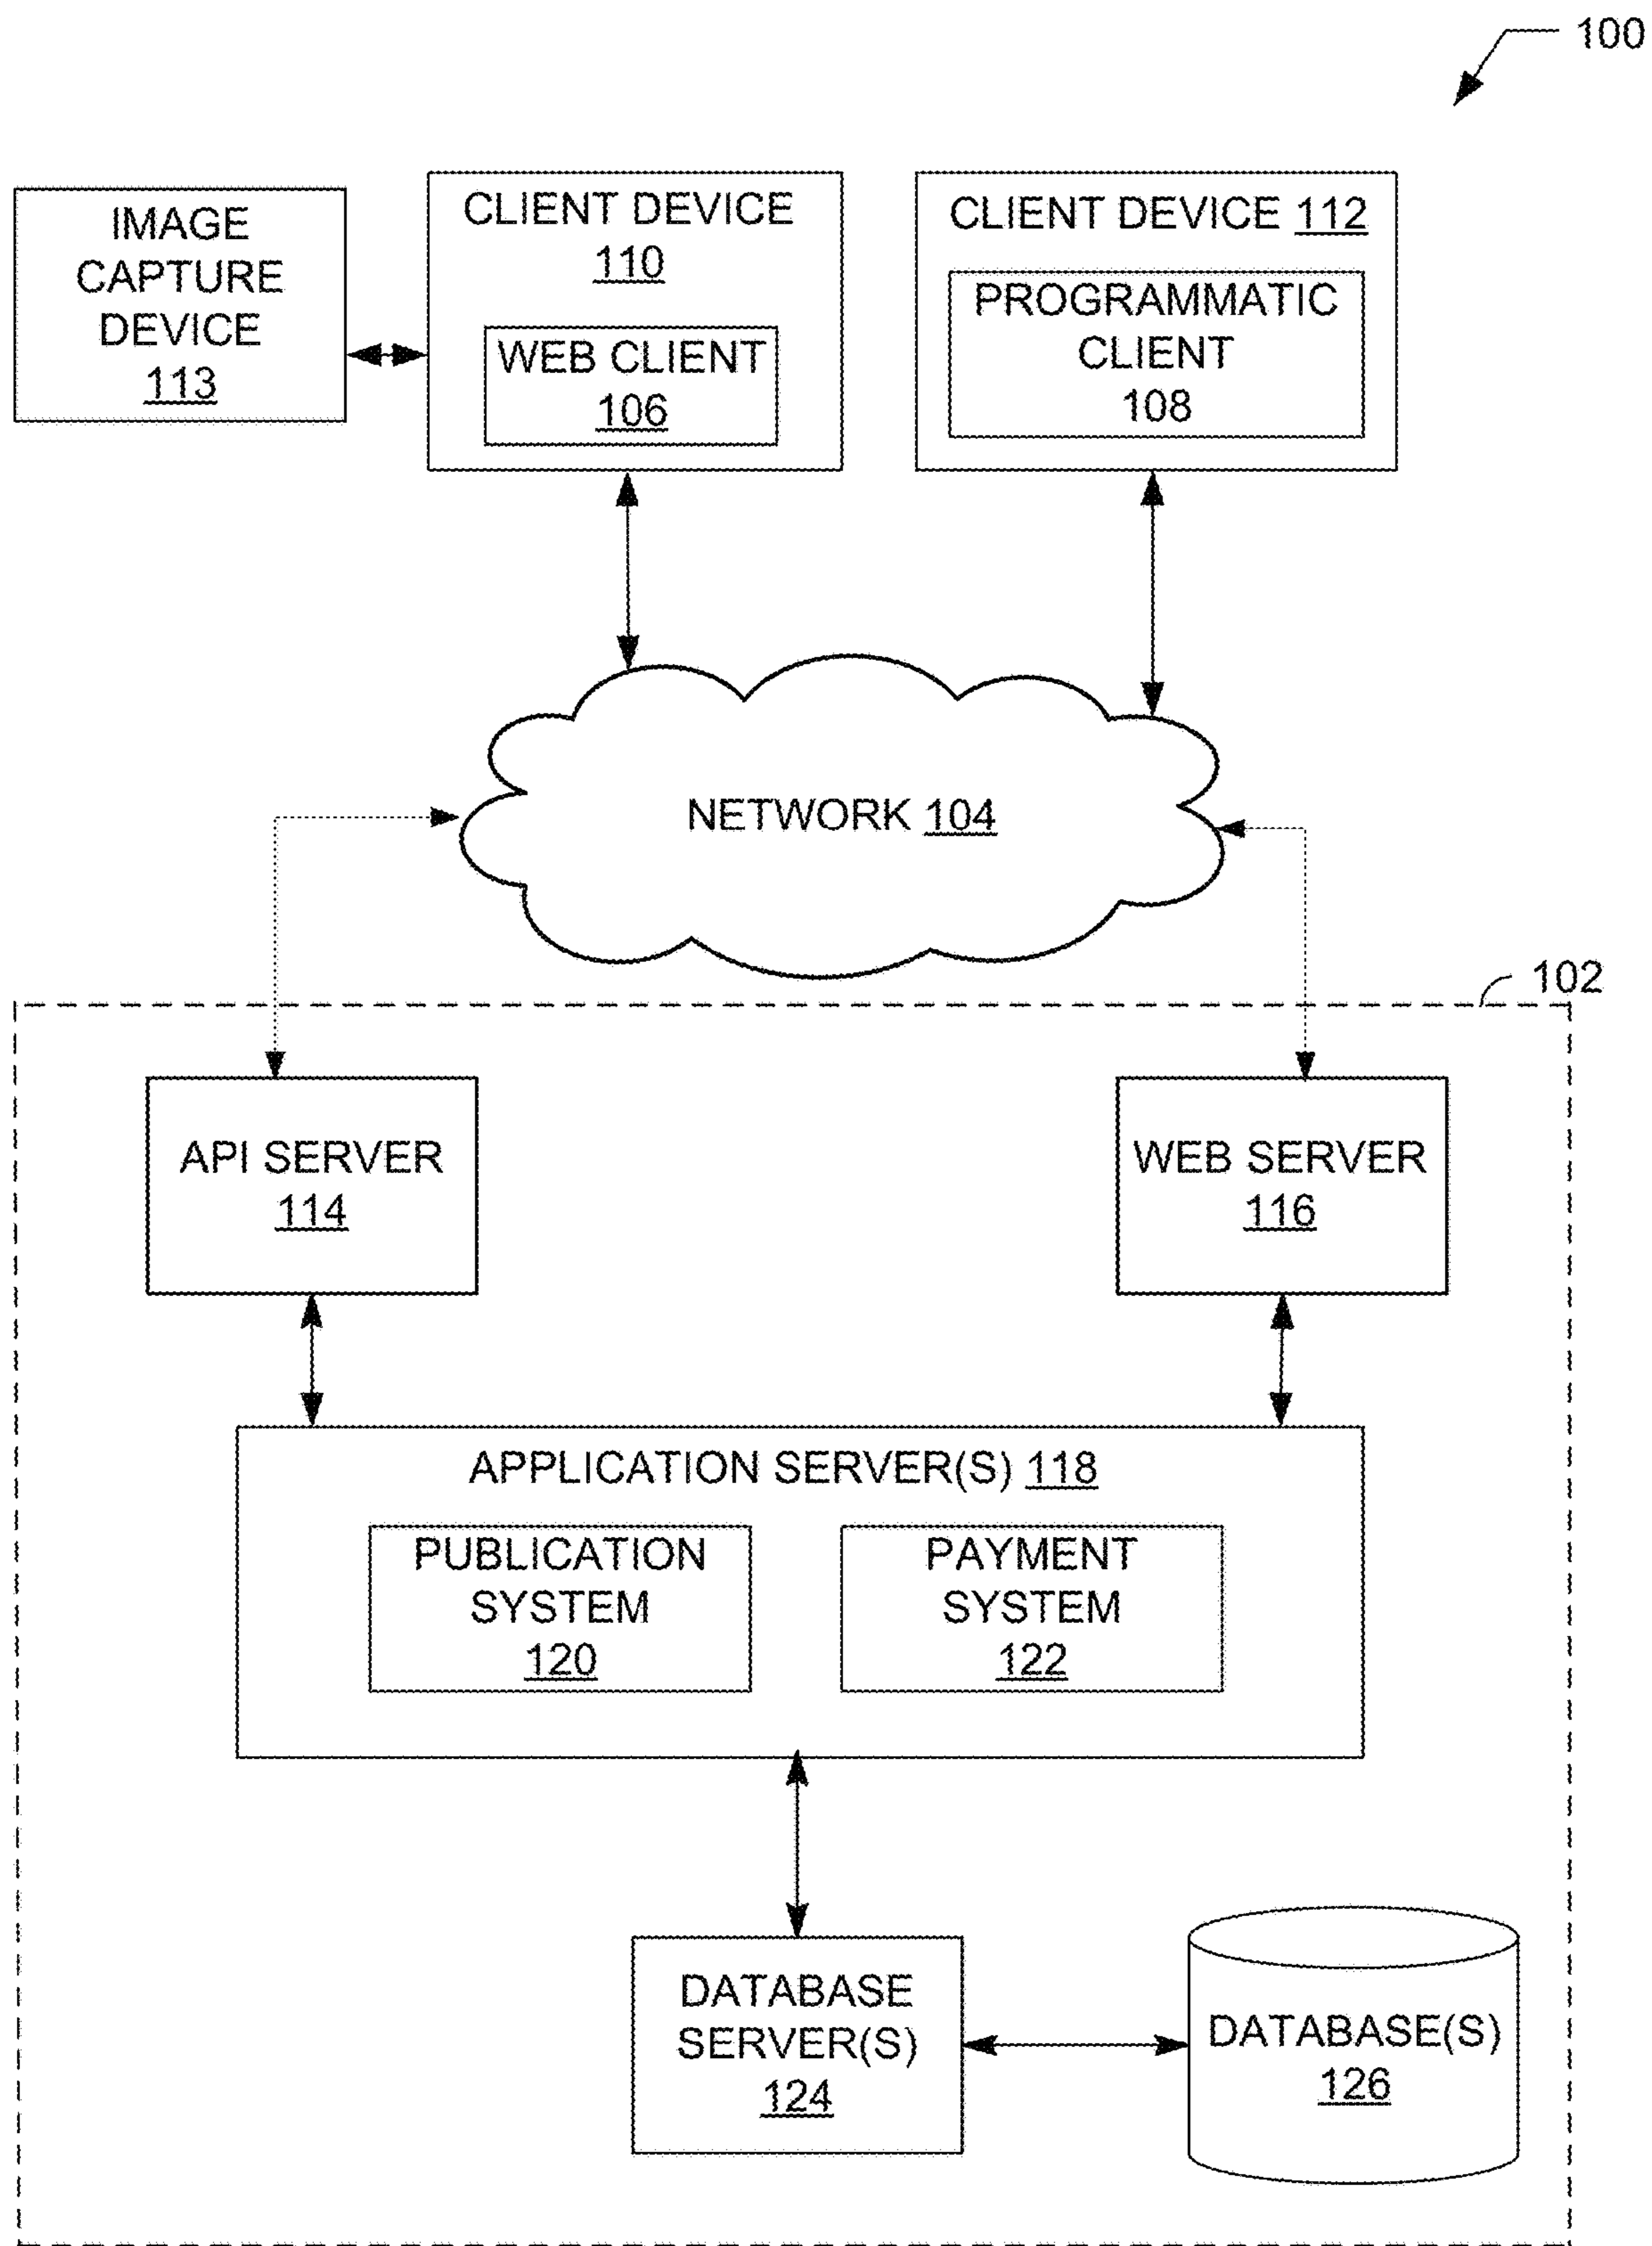 100
IMAGE
CAPTURE
DEVICE
113
CLIENT DEVICE
110
WEB CLIENT
106
CLIENT DEVICE 112
PROGRAMMATIC
CLIENT
108
NETWORK 104
102
API SERVER
114
WEB SERVER
116
APPLICATION SERVER(S) 118
PUBLICATION
SYSTEM
120
PAYMENT
SYSTEM
122
DATABASE
SERVER(S)
124
DATABASE(S)
126